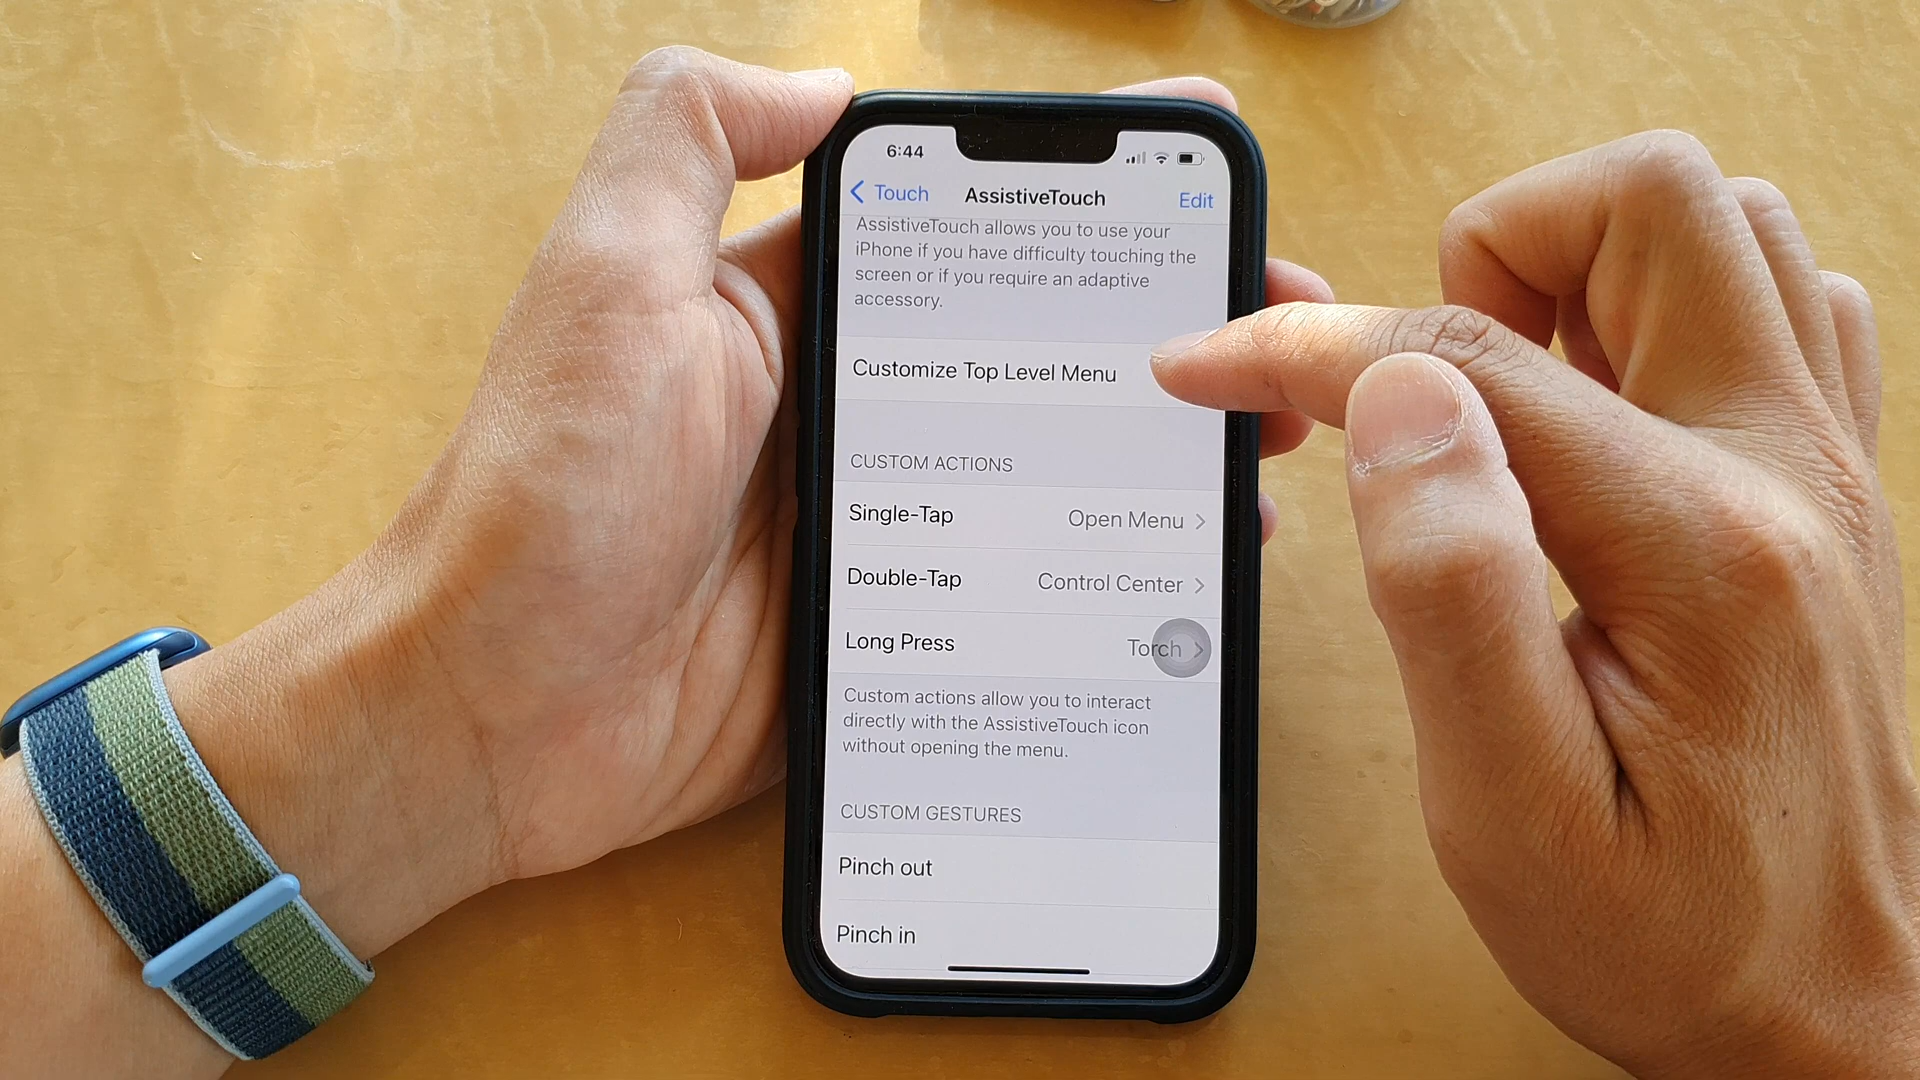 6:44
Touch AssistiveTouch Edit
AssistiveTouch allows you to use your
iPhone if you have difficulty touching the
screen or if you require an adaptive
accessory.
Customize Top Level Menu
CUSTOM ACTIONS
Single-Tap Open Menu
Double-Tap Control Center
Long Press Torch
Custom actions allow you to interact
directly with the AssistiveTouch icon
without opening the menu.
CUSTOM GESTURES
Pinch out
Pinch in